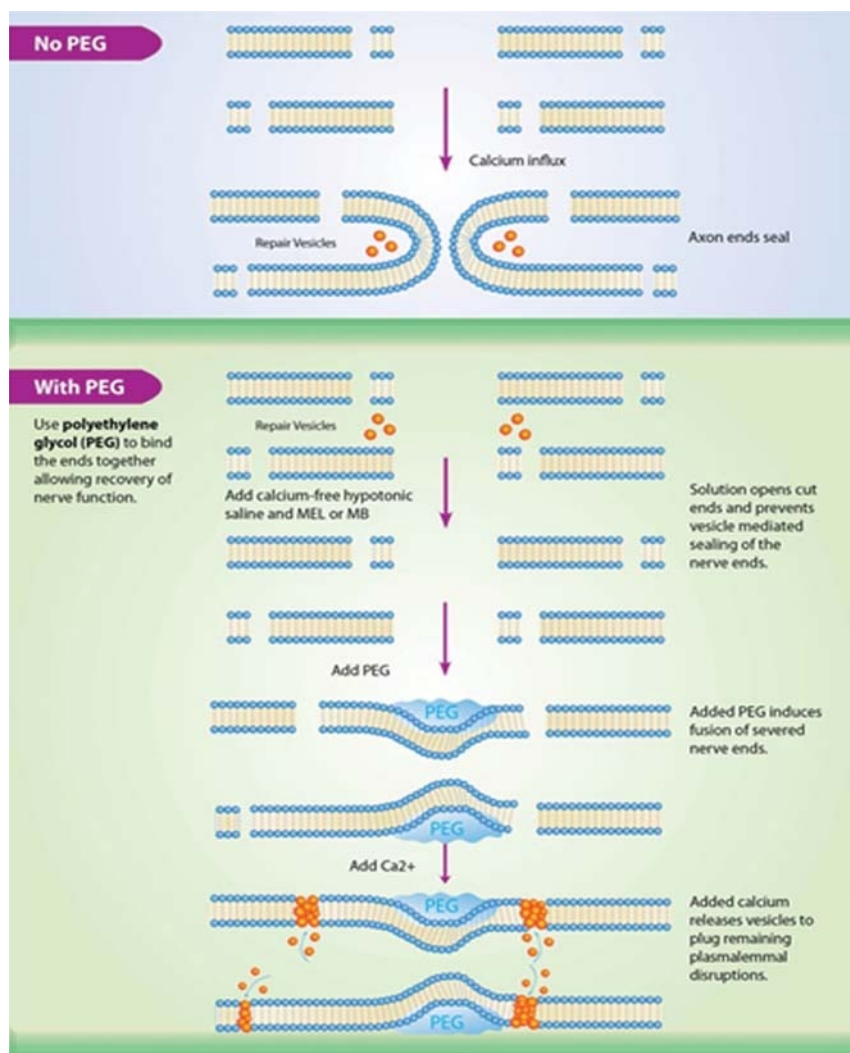 No PEG
Calcium influx
Repair Vesicles
Axon ends seal
With PEG
Use polyethylene
glycol (PEG) to bind
the ends together
allowing recovery of
nerve function.
Repair Vesicles
Add calcium-free hypotonic
saline and MEL or MB
Solution opens cut
ends and prevents
vesicle mediated
sealing of the
nerve ends.
Add PEG
PEG
Added PEG induces
fusion of severed
nerve ends.
PEG
Add Ca2+
PEG
Added calcium
releases vesicles to
plug remaining
plasmalemmal
disruptions.
PEG